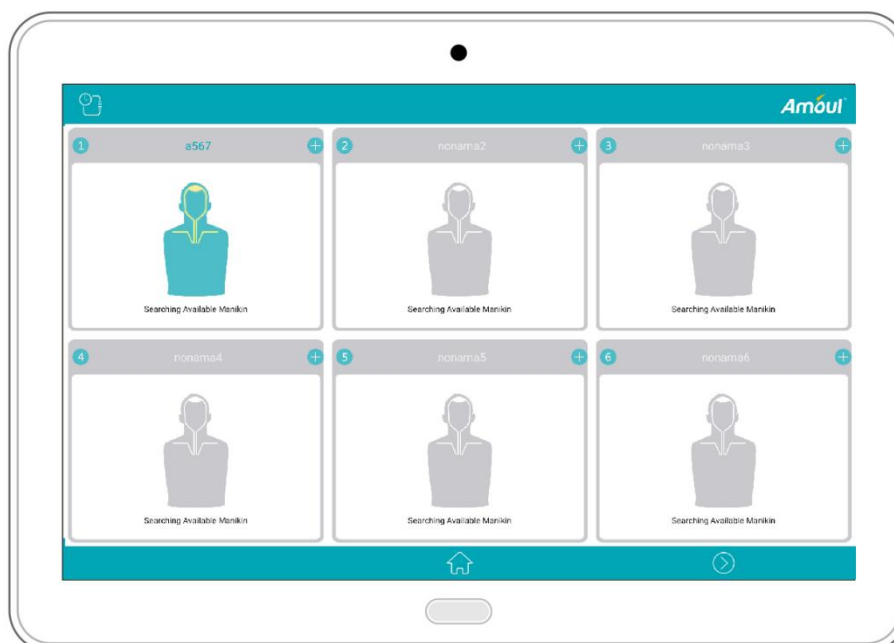 Amoul™
1 a567 +
2 nonama2 +
3 nonama3 +
Searching Available Manikin
Searching Available Manikin
Searching Available Manikin
4 nonama4 +
5 nonama5 +
6 nonama6 +
Searching Available Manikin
Searching Available Manikin
Searching Available Manikin